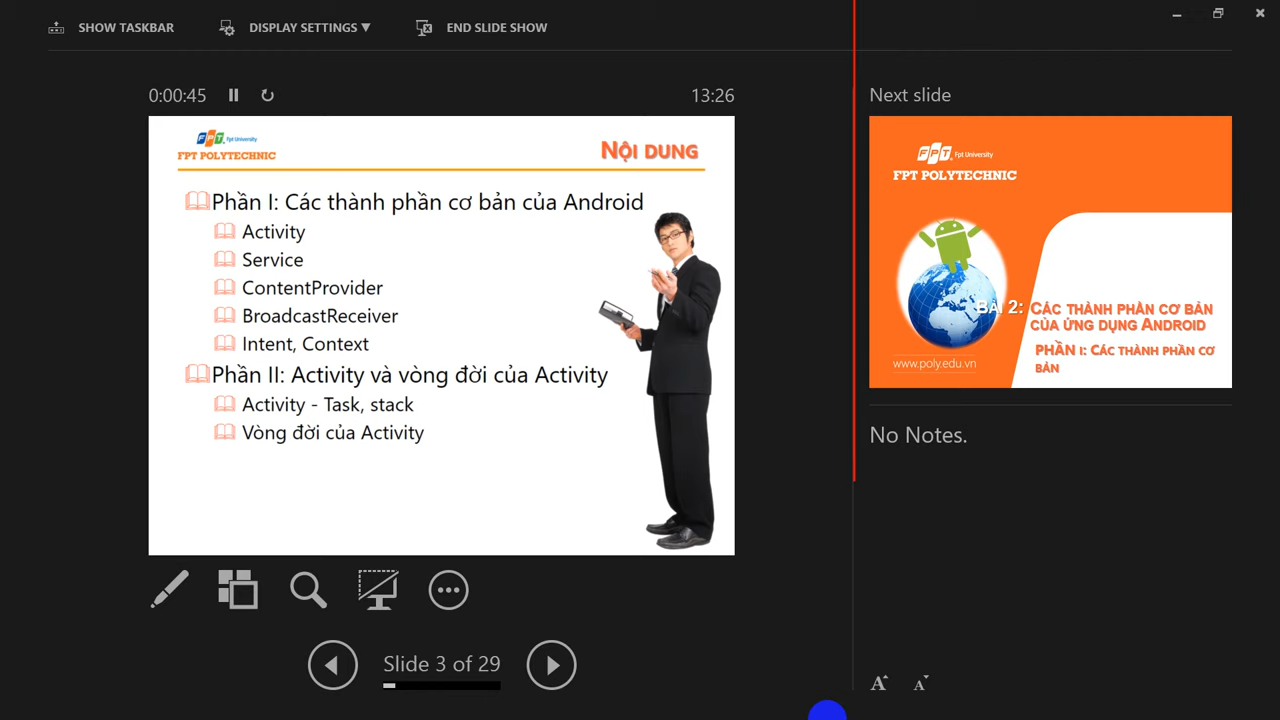 SHOW TASKBAR
DISPLAY SETTINGS ▼
END SLIDE SHOW
0:00:45
13:26
FPT Fpt University
FPT POLYTECHNIC
NỘI DUNG
Phần I: Các thành phần cơ bản của Android
Activity
Service
ContentProvider
BroadcastReceiver
Intent, Context
Phần II: Activity và vòng đời của Activity
Activity - Task, stack
Vòng đời của Activity
Slide 3 of 29
Next slide
FPT Fpt University
FPT POLYTECHNIC
BÀI 2: CÁC THÀNH PHẦN CƠ BẢN
CỦA ỨNG DỤNG ANDROID
PHẦN I: CÁC THÀNH PHẦN CƠ
BẢN
www.poly.edu.vn
No Notes.
A A